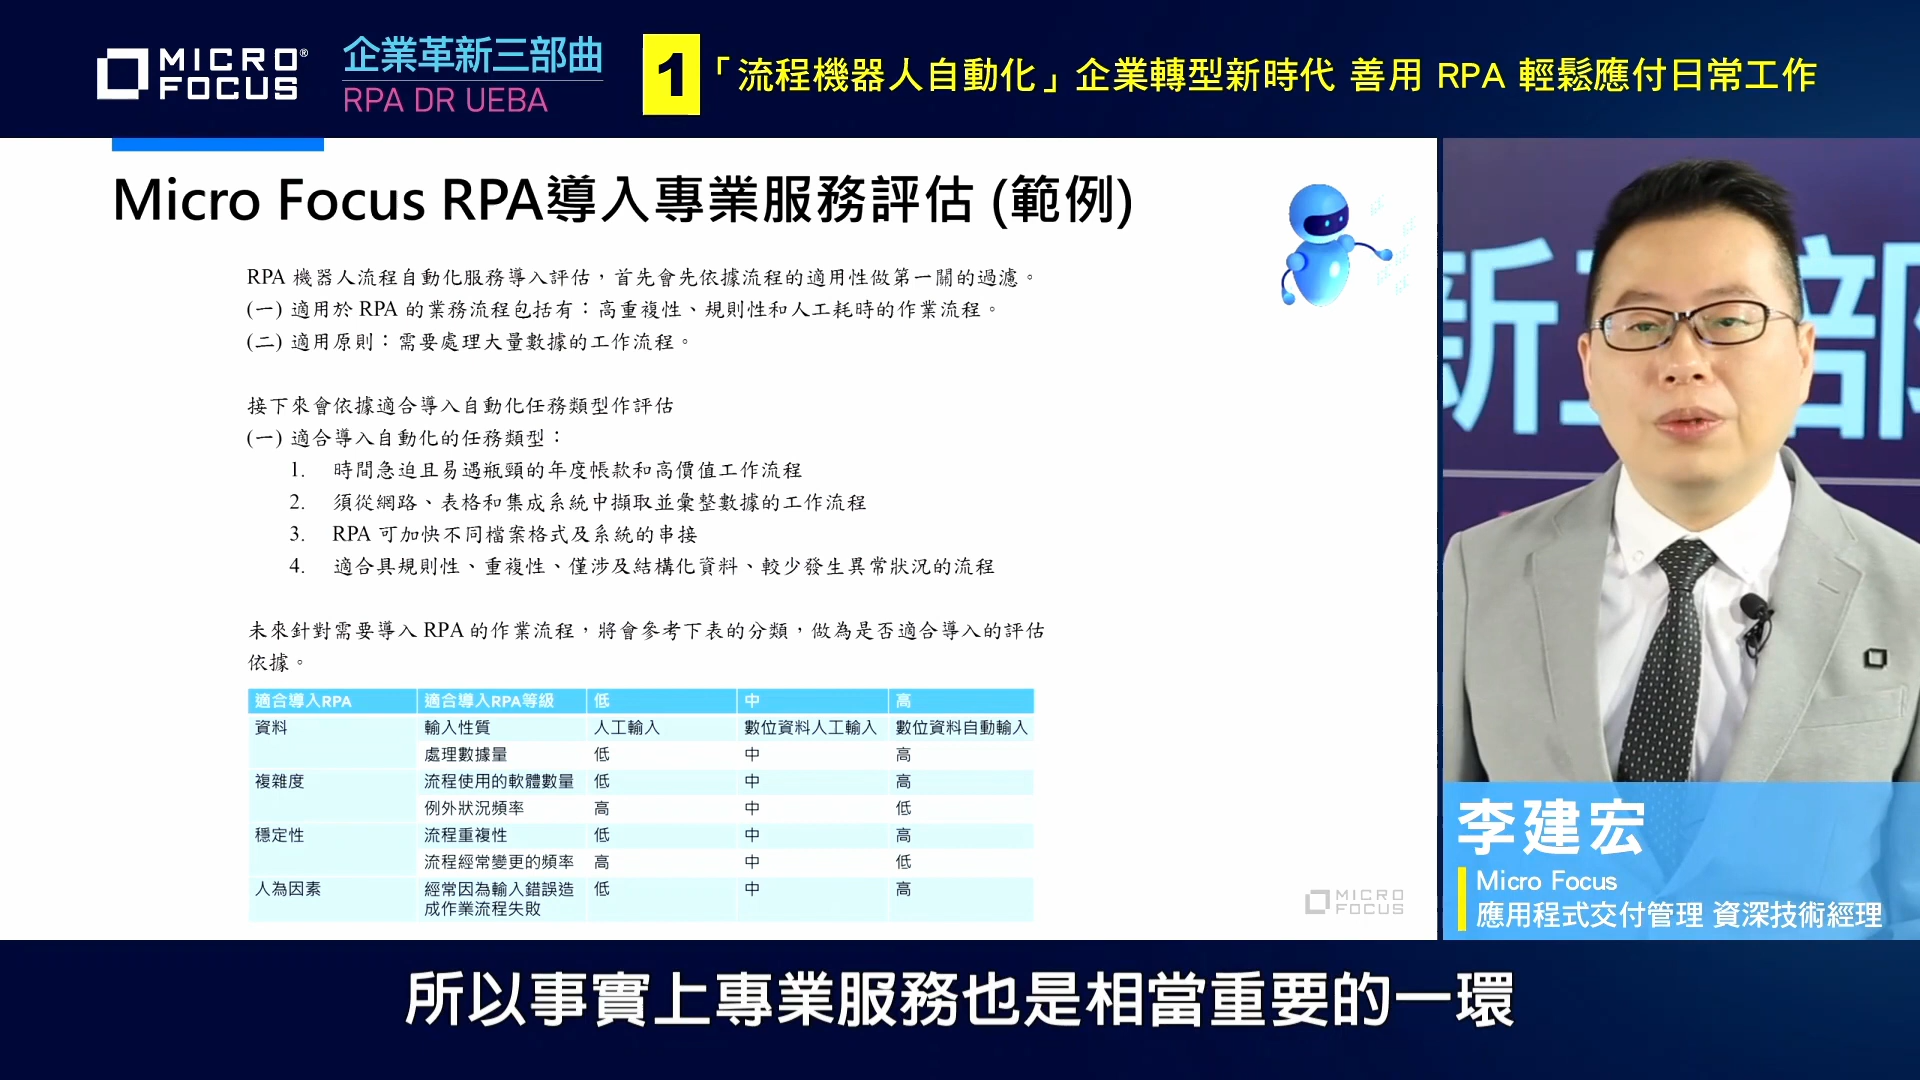 MICRO FOCUS®
企業革新三部曲
RPA DR UEBA
1 「流程機器人自動化」企業轉型新時代 善用 RPA 輕鬆應付日常工作
Micro Focus RPA導入專業服務評估 (範例)
RPA 機器人流程自動化服務導入評估，首先會先依據流程的適用性做第一關的過濾。
(一) 適用於 RPA 的業務流程包括有：高重複性、規則性和人工耗時的作業流程。
(二) 適用原則：需要處理大量數據的工作流程。
接下來會依據適合導入自動化任務類型作評估
(一) 適合導入自動化的任務類型：
1. 時間急迫且易遇瓶頸的年度帳款和高價值工作流程
2. 須從網路、表格和集成系統中擷取並彙整數據的工作流程
3. RPA 可加快不同檔案格式及系統的串接
4. 適合具規則性、重複性、僅涉及結構化資料、較少發生異常狀況的流程
未來針對需要導入 RPA 的作業流程，將會參考下表的分類，做為是否適合導入的評估
依據。
適合導入RPA 適合導入RPA等級 低 中 高
資料 輸入性質 人工輸入 數位資料人工輸入 數位資料自動輸入
處理數據量 低 中 高
複雜度 流程使用的軟體數量 低 中 高
例外狀況頻率 高 中 低
穩定性 流程重複性 低 中 高
流程經常變更的頻率 高 中 低
人為因素 經常因為輸入錯誤造 低 中 高
成作業流程失敗
MICRO FOCUS
新三部
李建宏
Micro Focus
應用程式交付管理 資深技術經理
所以事實上專業服務也是相當重要的一環